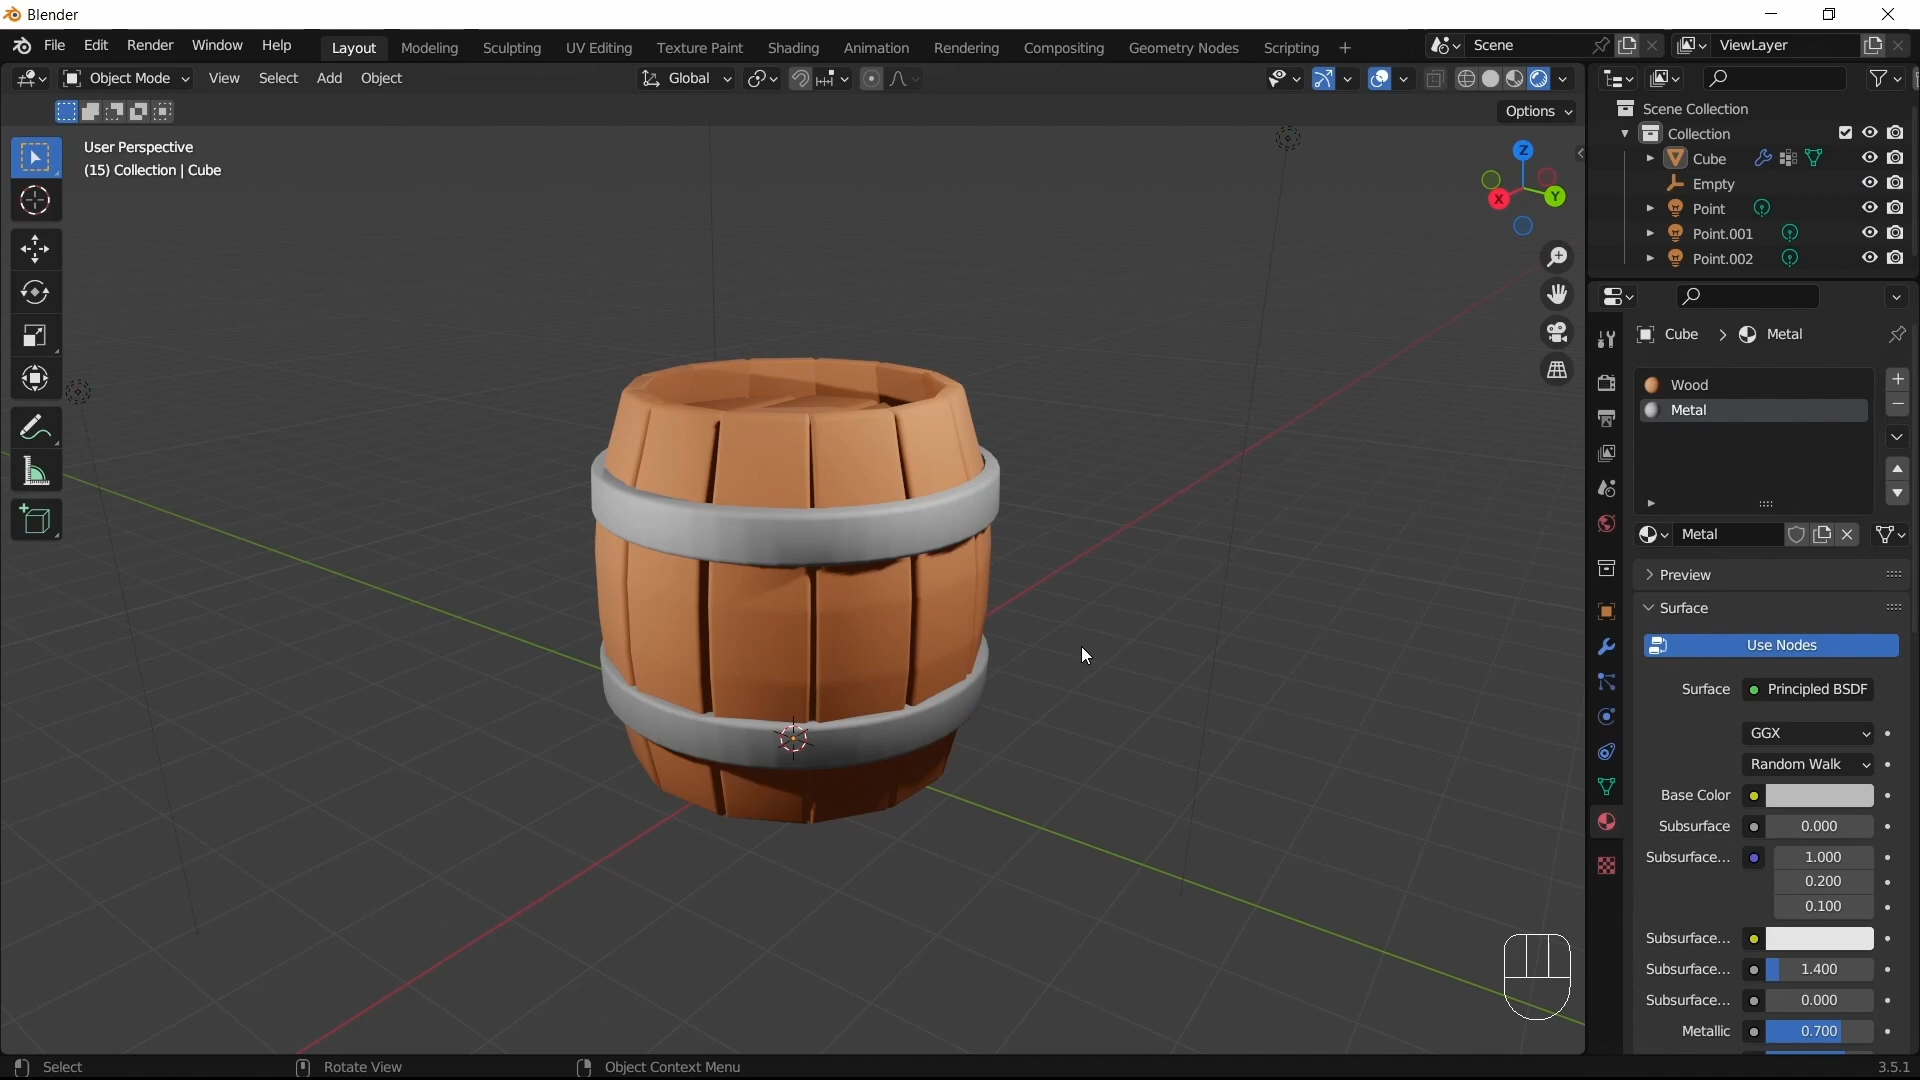 Blender
File Edit Render Window Help Layout Modeling Sculpting UV Editing Texture Paint Shading Animation Rendering Compositing Geometry Nodes Scripting + Scene ViewLayer
Object Mode View Select Add Object Global
Options
User Perspective
(15) Collection | Cube
Z
X
Y
Scene Collection
Collection
Cube
Empty
Point
Point.001
Point.002
Cube > Metal
Wood
Metal
Metal
Preview
Surface
Use Nodes
Surface Principled BSDF
GGX
Random Walk
Base Color
Subsurface 0.000
Subsurface... 1.000
0.200
0.100
Subsurface...
Subsurface... 1.400
Subsurface... 0.000
Metallic 0.700
Select Rotate View Object Context Menu 3.5.1